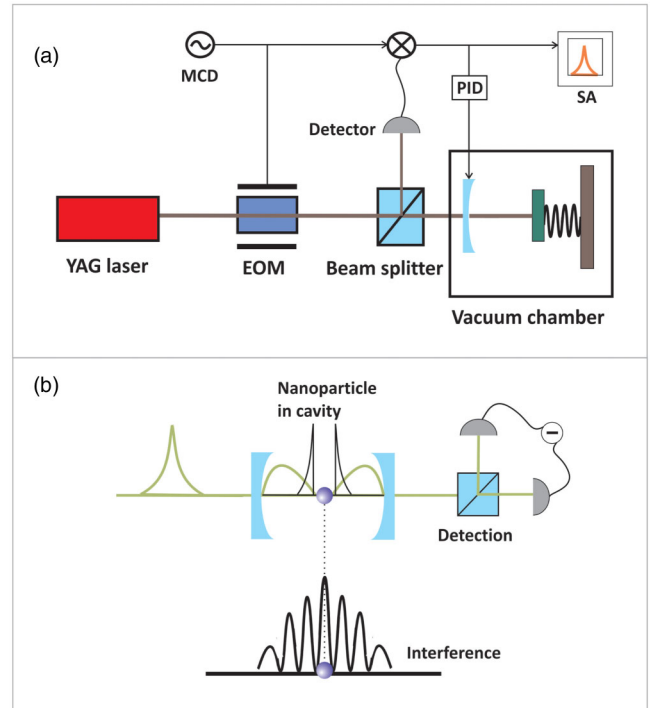 (a)
MCD
PID
SA
Detector
YAG laser
EOM
Beam splitter
Vacuum chamber
(b)
Nanoparticle
in cavity
Detection
Interference